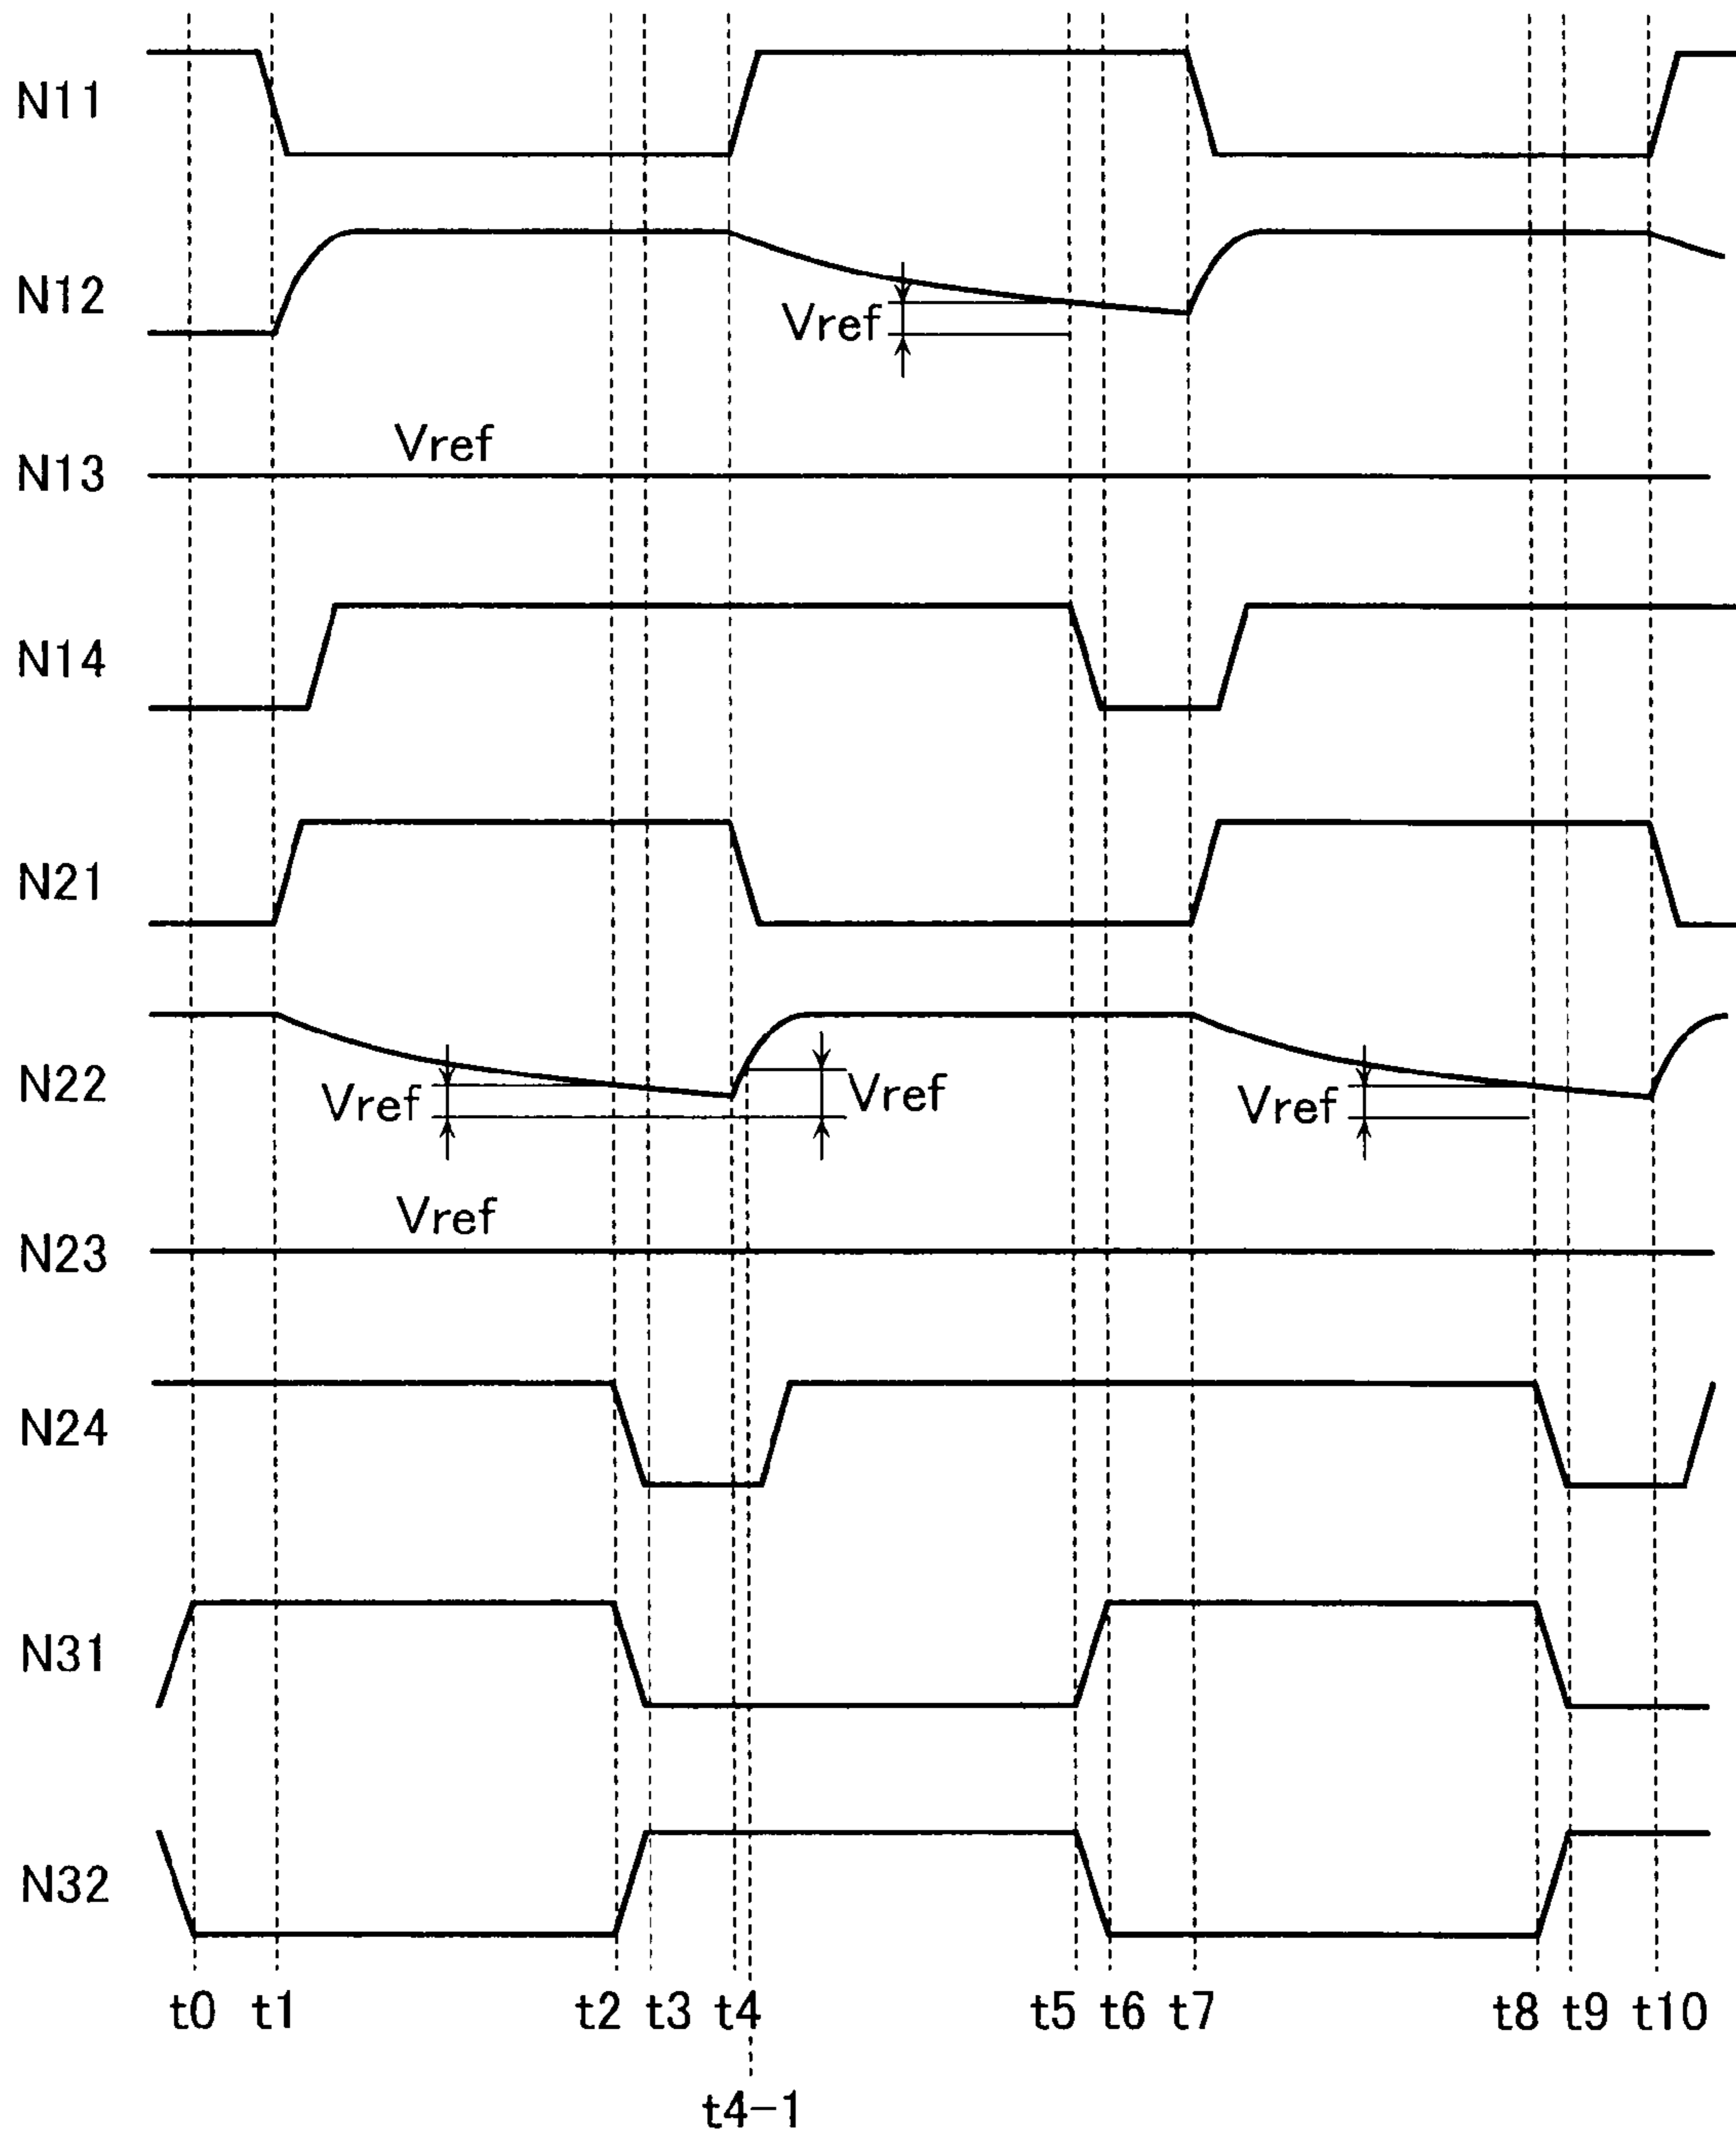 N11
N12
Vref
Vref
N13
N14
N21
N22
Vref
Vref
Vref
Vref
N23
N24
N31
N32
t0 t1 t2 t3 t4 t5 t6 t7 t8 t9 t10
t4-1